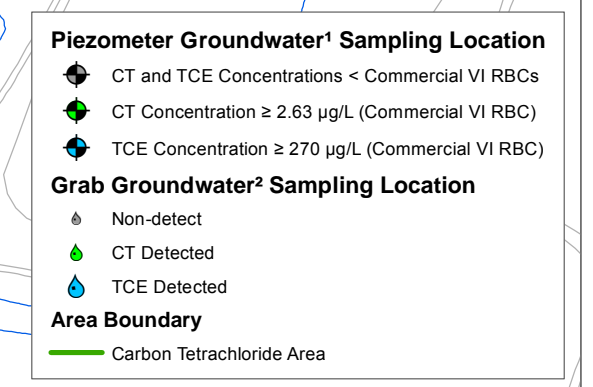 Piezometer Groundwater¹ Sampling Location
CT and TCE Concentrations < Commercial VI RBCs
CT Concentration ≥ 2.63 µg/L (Commercial VI RBC)
TCE Concentration ≥ 270 µg/L (Commercial VI RBC)
Grab Groundwater² Sampling Location
Non-detect
CT Detected
TCE Detected
Area Boundary
Carbon Tetrachloride Area